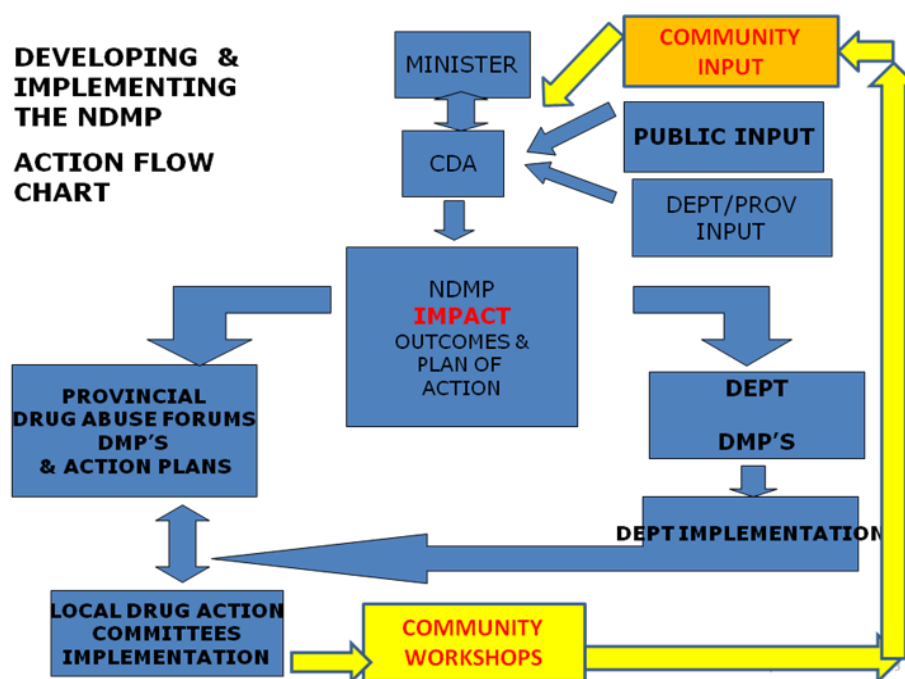 DEVELOPING &
IMPLEMENTING
THE NDMP
ACTION FLOW
CHART
MINISTER
CDA
COMMUNITY
INPUT
PUBLIC INPUT
DEPT/PROV
INPUT
NDMP
IMPACT
OUTCOMES &
PLAN OF
ACTION
PROVINCIAL
DRUG ABUSE FORUMS
DMP'S
& ACTION PLANS
DEPT
DMP'S
DEPT IMPLEMENTATION
LOCAL DRUG ACTION
COMMITTEES
IMPLEMENTATION
COMMUNITY
WORKSHOPS